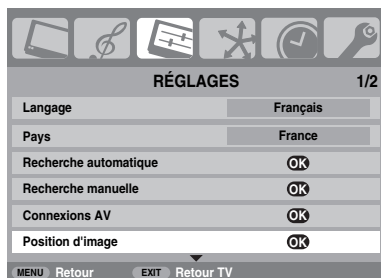 RÉGLAGES 1/2
Langage Français
Pays France
Recherche automatique OK
Recherche manuelle OK
Connexions AV OK
Position d'image OK
MENU Retour EXIT Retour TV